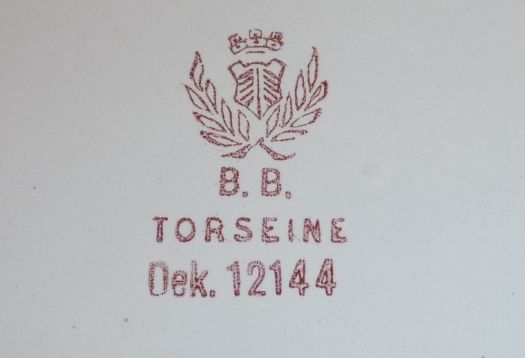 B. B.
TORSEINE
Dek. 12144